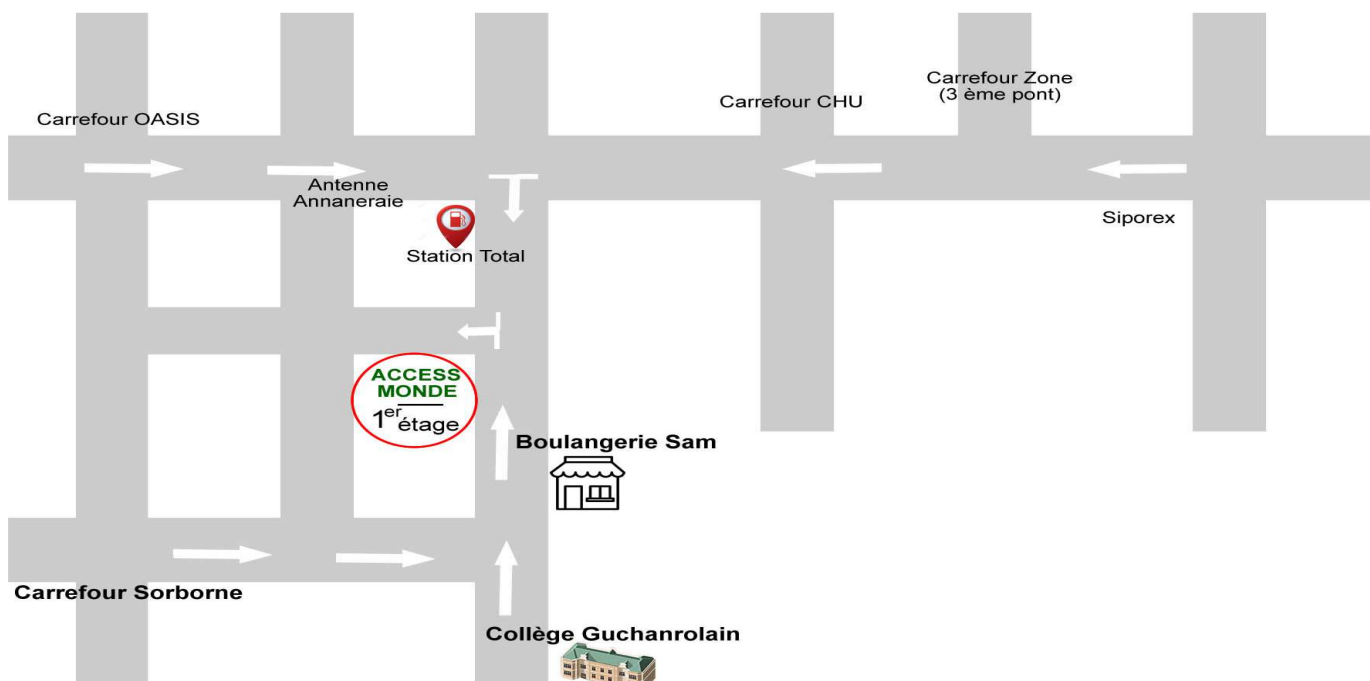 Carrefour Zone
(3 ème pont)
Carrefour CHU
Carrefour OASIS
Antenne
Annaneraie
Siporex
Station Total
ACCESS
MONDE
1er étage
Boulangerie Sam
Carrefour Sorborne
Collège Guchanrolain